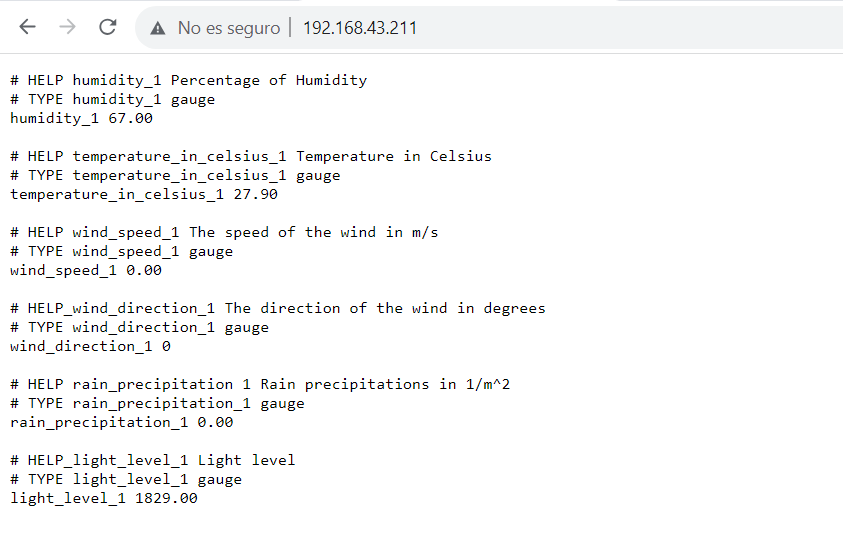 No es seguro | 192.168.43.211
# HELP humidity_1 Percentage of Humidity
# TYPE humidity_1 gauge
humidity_1 67.00
# HELP temperature_in_celsius_1 Temperature in Celsius
# TYPE temperature_in_celsius_1 gauge
temperature_in_celsius_1 27.90
# HELP wind_speed_1 The speed of the wind in m/s
# TYPE wind_speed_1 gauge
wind_speed_1 0.00
# HELP_wind_direction_1 The direction of the wind in degrees
# TYPE wind_direction_1 gauge
wind_direction_1 0
# HELP rain_precipitation 1 Rain precipitations in 1/m^2
# TYPE rain_precipitation_1 gauge
rain_precipitation_1 0.00
# HELP_light_level_1 Light level
# TYPE light_level_1 gauge
light_level_1 1829.00